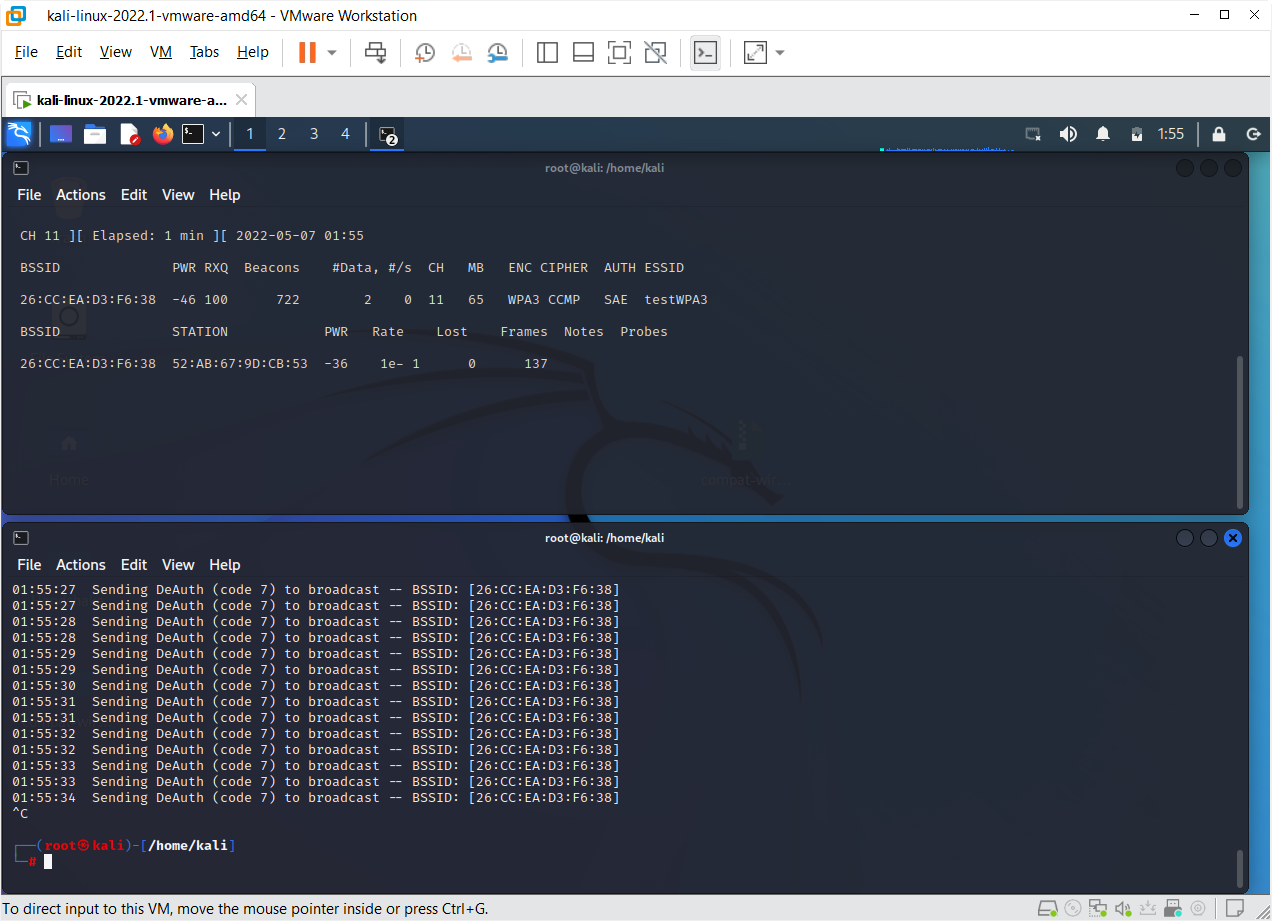 kali-linux-2022.1-vmware-amd64 - VMware Workstation
File Edit View VM Tabs Help
kali-linux-2022.1-vmware-a...
1 2 3 4 2 1:55
root@kali: /home/kali
File Actions Edit View Help
CH 11 ][ Elapsed: 1 min ][ 2022-05-07 01:55
BSSID PWR RXQ Beacons #Data, #/s CH MB ENC CIPHER AUTH ESSID
26:CC:EA:D3:F6:38 -46 100 722 2 0 11 65 WPA3 CCMP SAE testWPA3
BSSID STATION PWR Rate Lost Frames Notes Probes
26:CC:EA:D3:F6:38 52:AB:67:9D:CB:53 -36 1e- 1 0 137
Home compat-wir...
root@kali: /home/kali
File Actions Edit View Help
01:55:27 Sending DeAuth (code 7) to broadcast -- BSSID: [26:CC:EA:D3:F6:38]
01:55:27 Sending DeAuth (code 7) to broadcast -- BSSID: [26:CC:EA:D3:F6:38]
01:55:28 Sending DeAuth (code 7) to broadcast -- BSSID: [26:CC:EA:D3:F6:38]
01:55:28 Sending DeAuth (code 7) to broadcast -- BSSID: [26:CC:EA:D3:F6:38]
01:55:29 Sending DeAuth (code 7) to broadcast -- BSSID: [26:CC:EA:D3:F6:38]
01:55:29 Sending DeAuth (code 7) to broadcast -- BSSID: [26:CC:EA:D3:F6:38]
01:55:30 Sending DeAuth (code 7) to broadcast -- BSSID: [26:CC:EA:D3:F6:38]
01:55:31 Sending DeAuth (code 7) to broadcast -- BSSID: [26:CC:EA:D3:F6:38]
01:55:31 Sending DeAuth (code 7) to broadcast -- BSSID: [26:CC:EA:D3:F6:38]
01:55:32 Sending DeAuth (code 7) to broadcast -- BSSID: [26:CC:EA:D3:F6:38]
01:55:32 Sending DeAuth (code 7) to broadcast -- BSSID: [26:CC:EA:D3:F6:38]
01:55:33 Sending DeAuth (code 7) to broadcast -- BSSID: [26:CC:EA:D3:F6:38]
01:55:33 Sending DeAuth (code 7) to broadcast -- BSSID: [26:CC:EA:D3:F6:38]
01:55:34 Sending DeAuth (code 7) to broadcast -- BSSID: [26:CC:EA:D3:F6:38]
^C
┌──(root㉿kali)-[/home/kali]
└─#
To direct input to this VM, move the mouse pointer inside or press Ctrl+G.